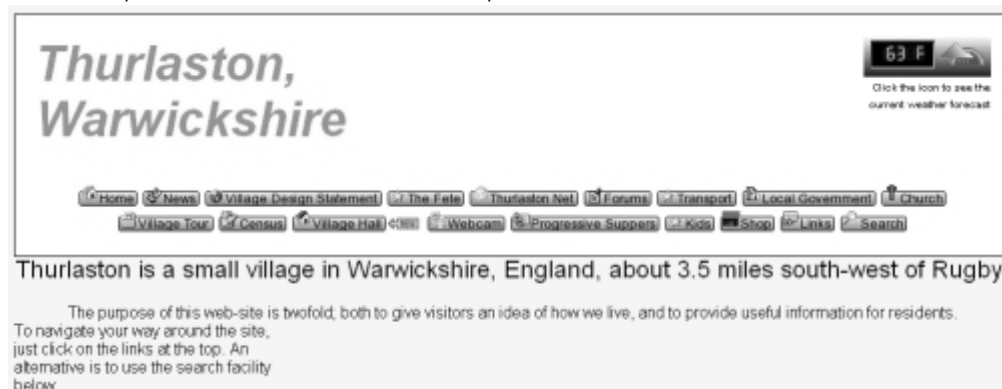 Thurlaston,
Warwickshire
63 F
Click the icon to see the
current weather forecast
Home News Village Design Statement The Fete Thurlaston Net Forums Transport Local Government Church
Village Tour Census Village Hall Webcam Progressive Suppers Kids Shop Links Search
Thurlaston is a small village in Warwickshire, England, about 3.5 miles south-west of Rugby
The purpose of this web-site is twofold, both to give visitors an idea of how we live, and to provide useful information for residents.
To navigate your way around the site,
just click on the links at the top. An
alternative is to use the search facility
below